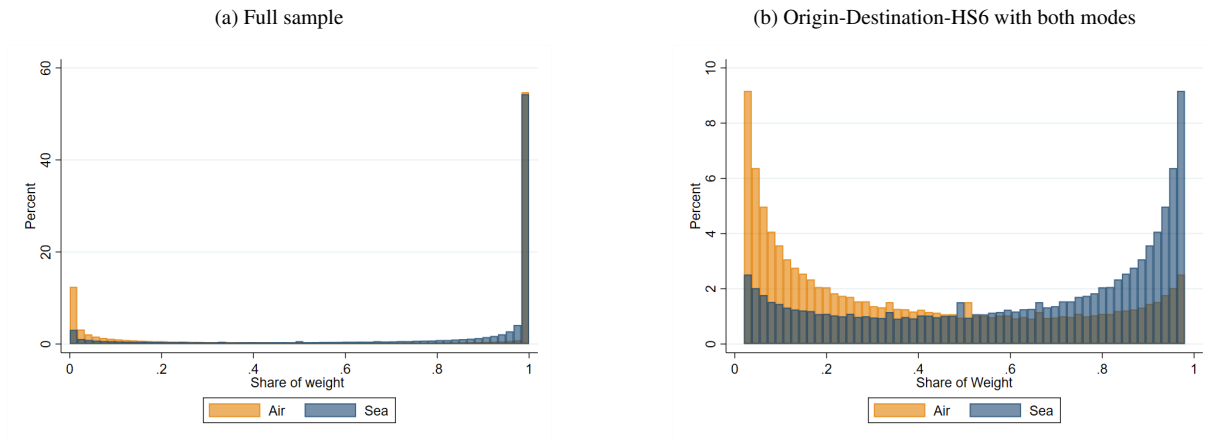 (a) Full sample
60
40
20
0
Percent
0 .2 .4 .6 .8 1
Share of weight
Air Sea
(b) Origin-Destination-HS6 with both modes
10
8
6
4
2
0
Percent
0 .2 .4 .6 .8 1
Share of Weight
Air Sea